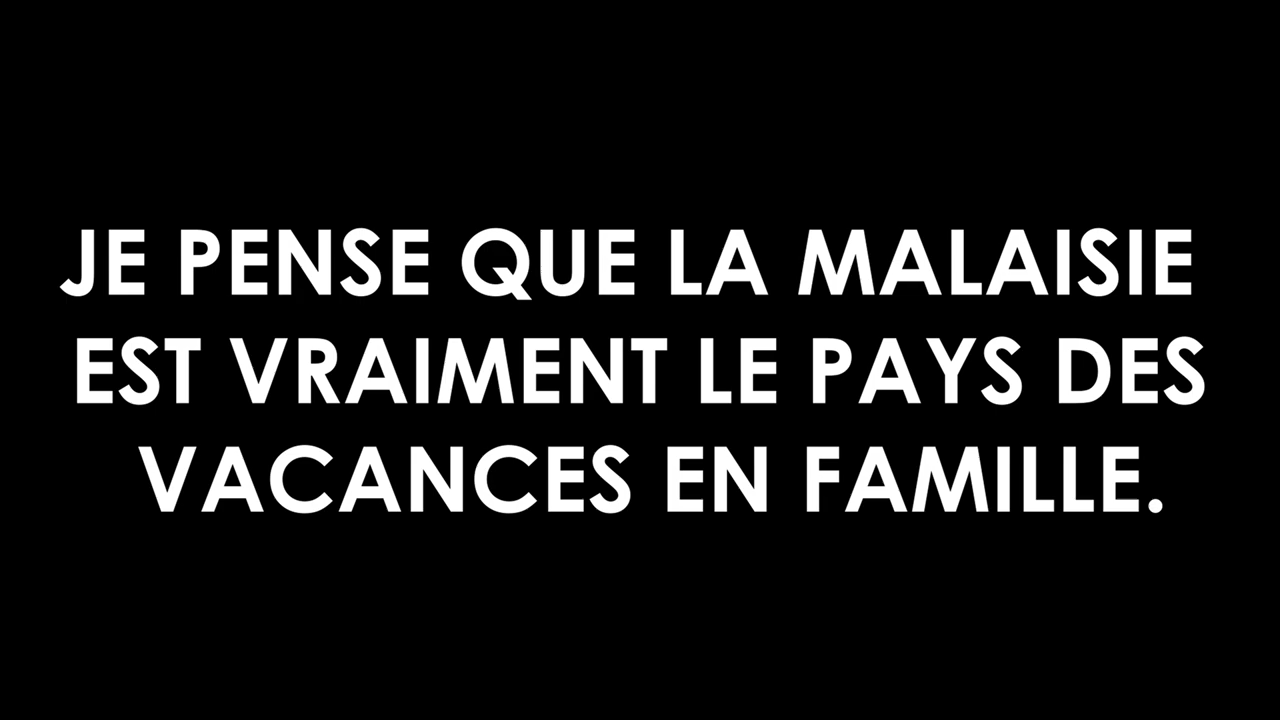 JE PENSE QUE LA MALAISIE
EST VRAIMENT LE PAYS DES
VACANCES EN FAMILLE.